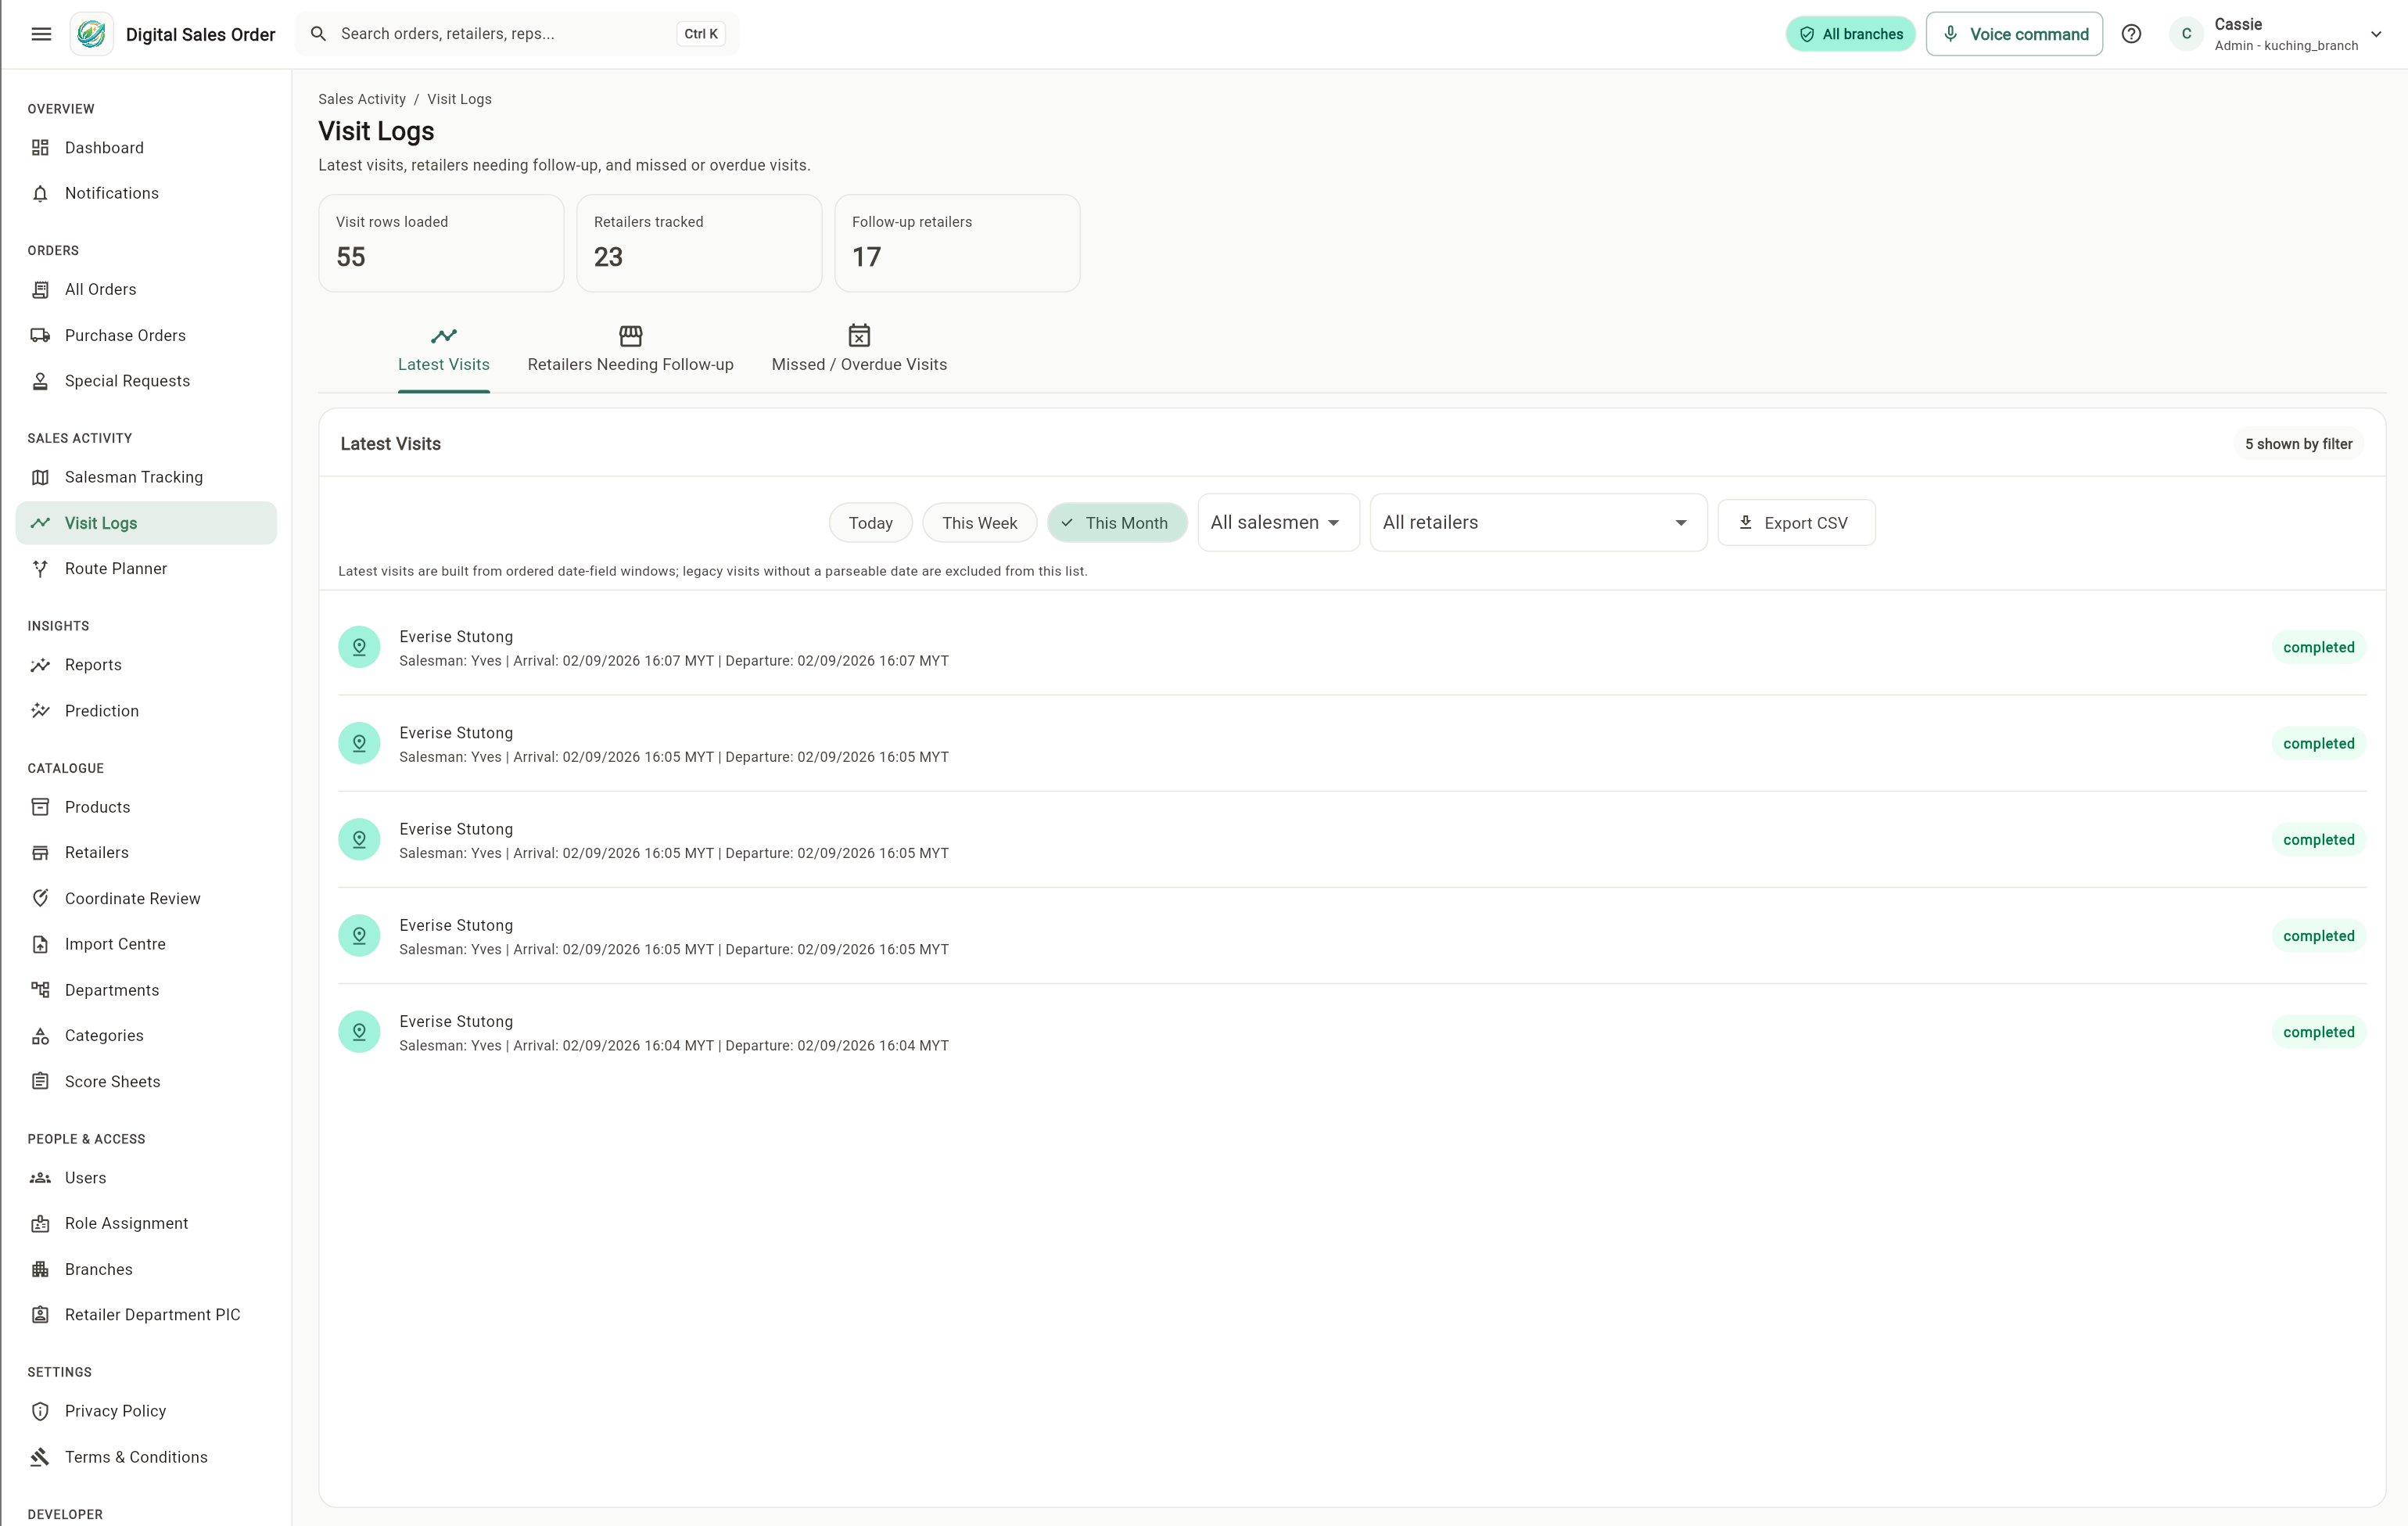 Digital Sales Order
Search orders, retailers, reps...
Ctrl K
All branches
Voice command
C
Cassie
Admin - kuching_branch
OVERVIEW
Dashboard
Notifications
ORDERS
All Orders
Purchase Orders
Special Requests
SALES ACTIVITY
Salesman Tracking
Visit Logs
Route Planner
INSIGHTS
Reports
Prediction
CATALOGUE
Products
Retailers
Coordinate Review
Import Centre
Departments
Categories
Score Sheets
PEOPLE & ACCESS
Users
Role Assignment
Branches
Retailer Department PIC
SETTINGS
Privacy Policy
Terms & Conditions
DEVELOPER
Sales Activity / Visit Logs
Visit Logs
Latest visits, retailers needing follow-up, and missed or overdue visits.
Visit rows loaded
55
Retailers tracked
23
Follow-up retailers
17
Latest Visits
Retailers Needing Follow-up
Missed / Overdue Visits
Latest Visits
5 shown by filter
Today
This Week
This Month
All salesmen
All retailers
Export CSV
Latest visits are built from ordered date-field windows; legacy visits without a parseable date are excluded from this list.
Everise Stutong
Salesman: Yves | Arrival: 02/09/2026 16:07 MYT | Departure: 02/09/2026 16:07 MYT
completed
Everise Stutong
Salesman: Yves | Arrival: 02/09/2026 16:05 MYT | Departure: 02/09/2026 16:05 MYT
completed
Everise Stutong
Salesman: Yves | Arrival: 02/09/2026 16:05 MYT | Departure: 02/09/2026 16:05 MYT
completed
Everise Stutong
Salesman: Yves | Arrival: 02/09/2026 16:05 MYT | Departure: 02/09/2026 16:05 MYT
completed
Everise Stutong
Salesman: Yves | Arrival: 02/09/2026 16:04 MYT | Departure: 02/09/2026 16:04 MYT
completed